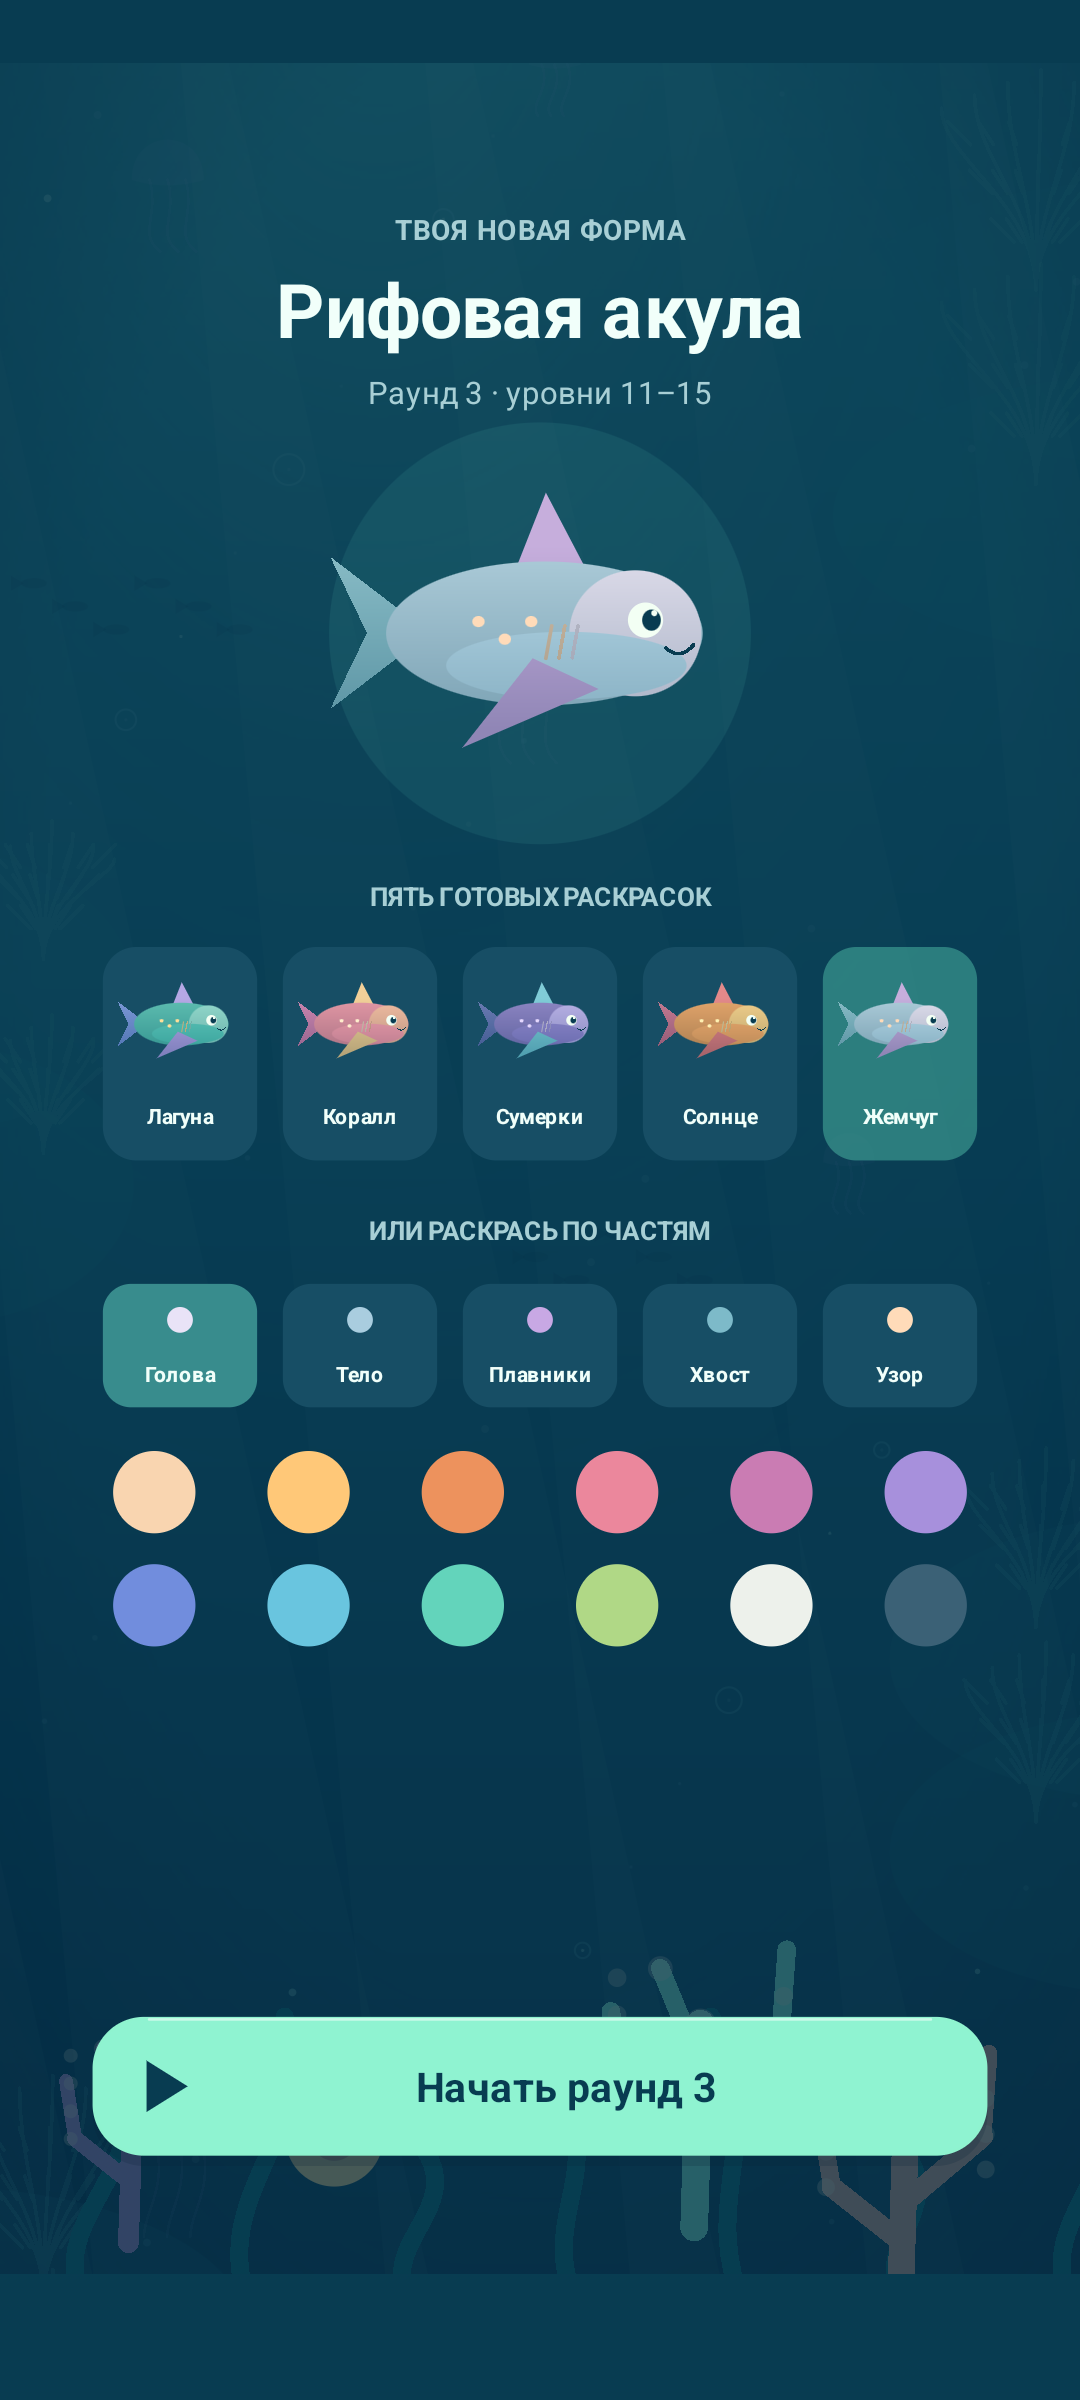 ТВОЯ НОВАЯ ФОРМА
Рифовая акула
Раунд 3 · уровни 11–15
ПЯТЬ ГОТОВЫХ РАСКРАСОК
Лагуна
Коралл
Сумерки
Солнце
Жемчуг
ИЛИ РАСКРАСЬ ПО ЧАСТЯМ
Голова
Тело
Плавники
Хвост
Узор
Начать раунд 3